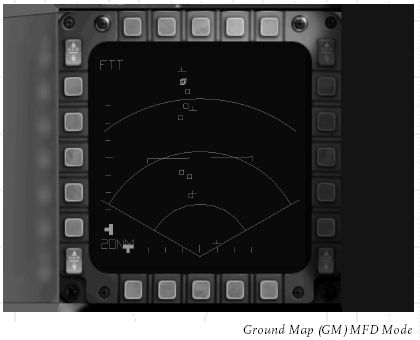 FTT
20NM
Ground Map (GM) MFD Mode